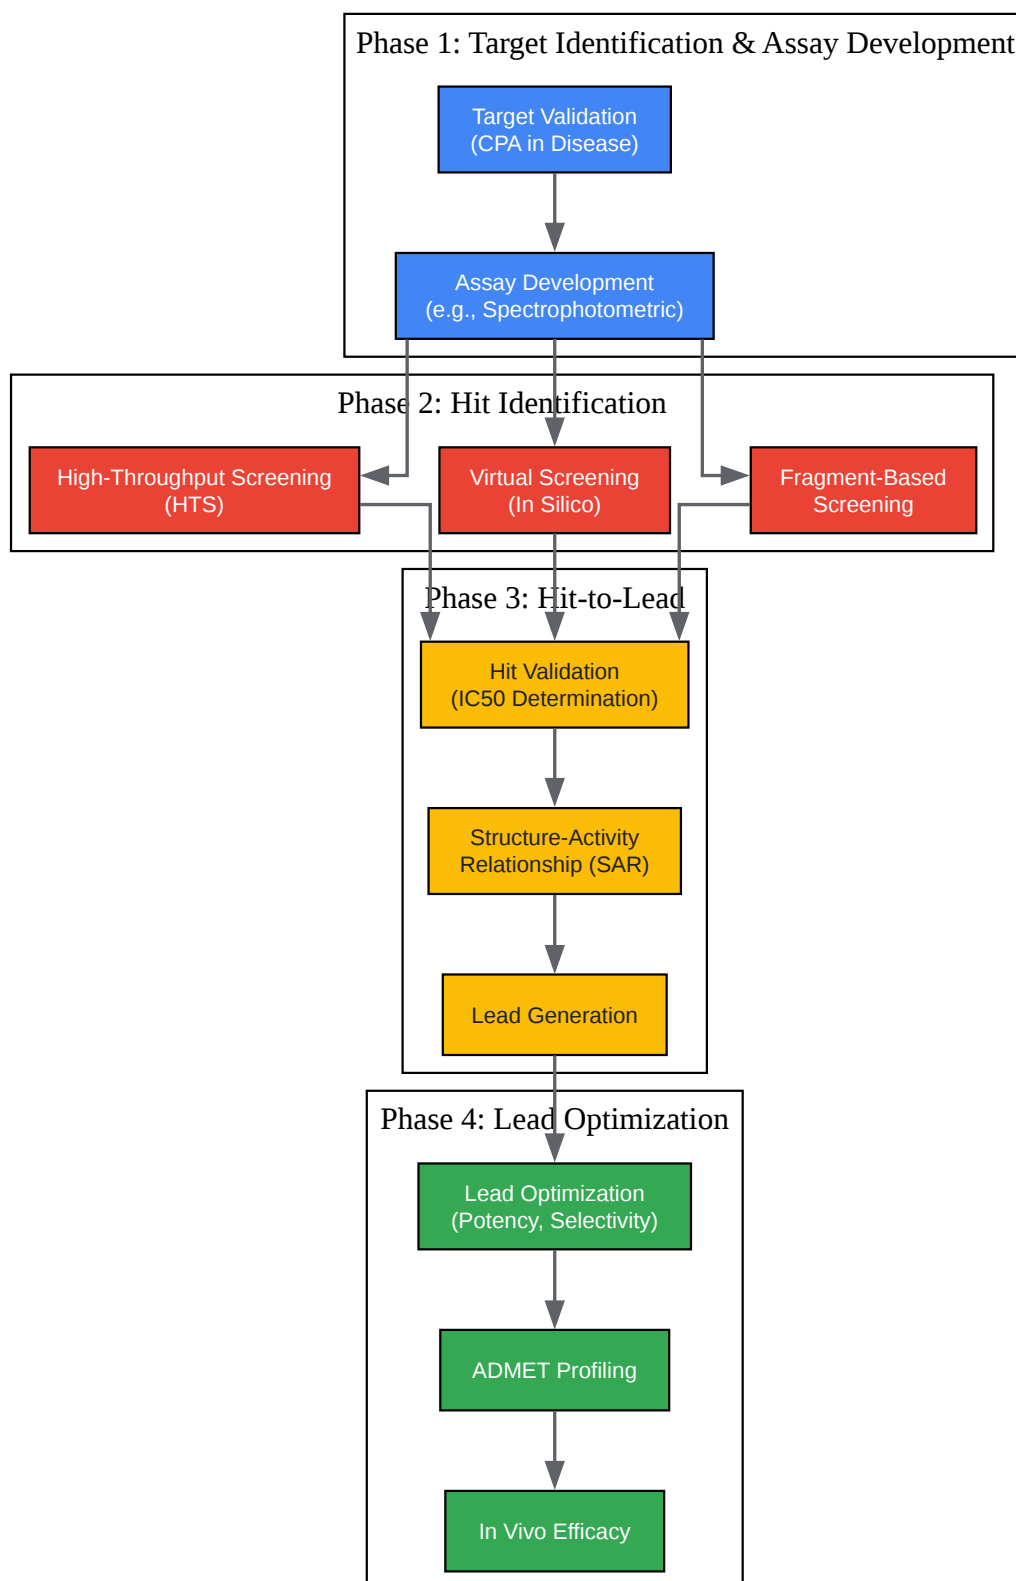 Phase 1: Target Identification & Assay Development
Target Validation
(CPA in Disease)
Assay Development
(e.g., Spectrophotometric)
Phase 2: Hit Identification
High-Throughput Screening
(HTS)
Virtual Screening
(In Silico)
Fragment-Based
Screening
Phase 3: Hit-to-Lead
Hit Validation
(IC50 Determination)
Structure-Activity
Relationship (SAR)
Lead Generation
Phase 4: Lead Optimization
Lead Optimization
(Potency, Selectivity)
ADMET Profiling
In Vivo Efficacy